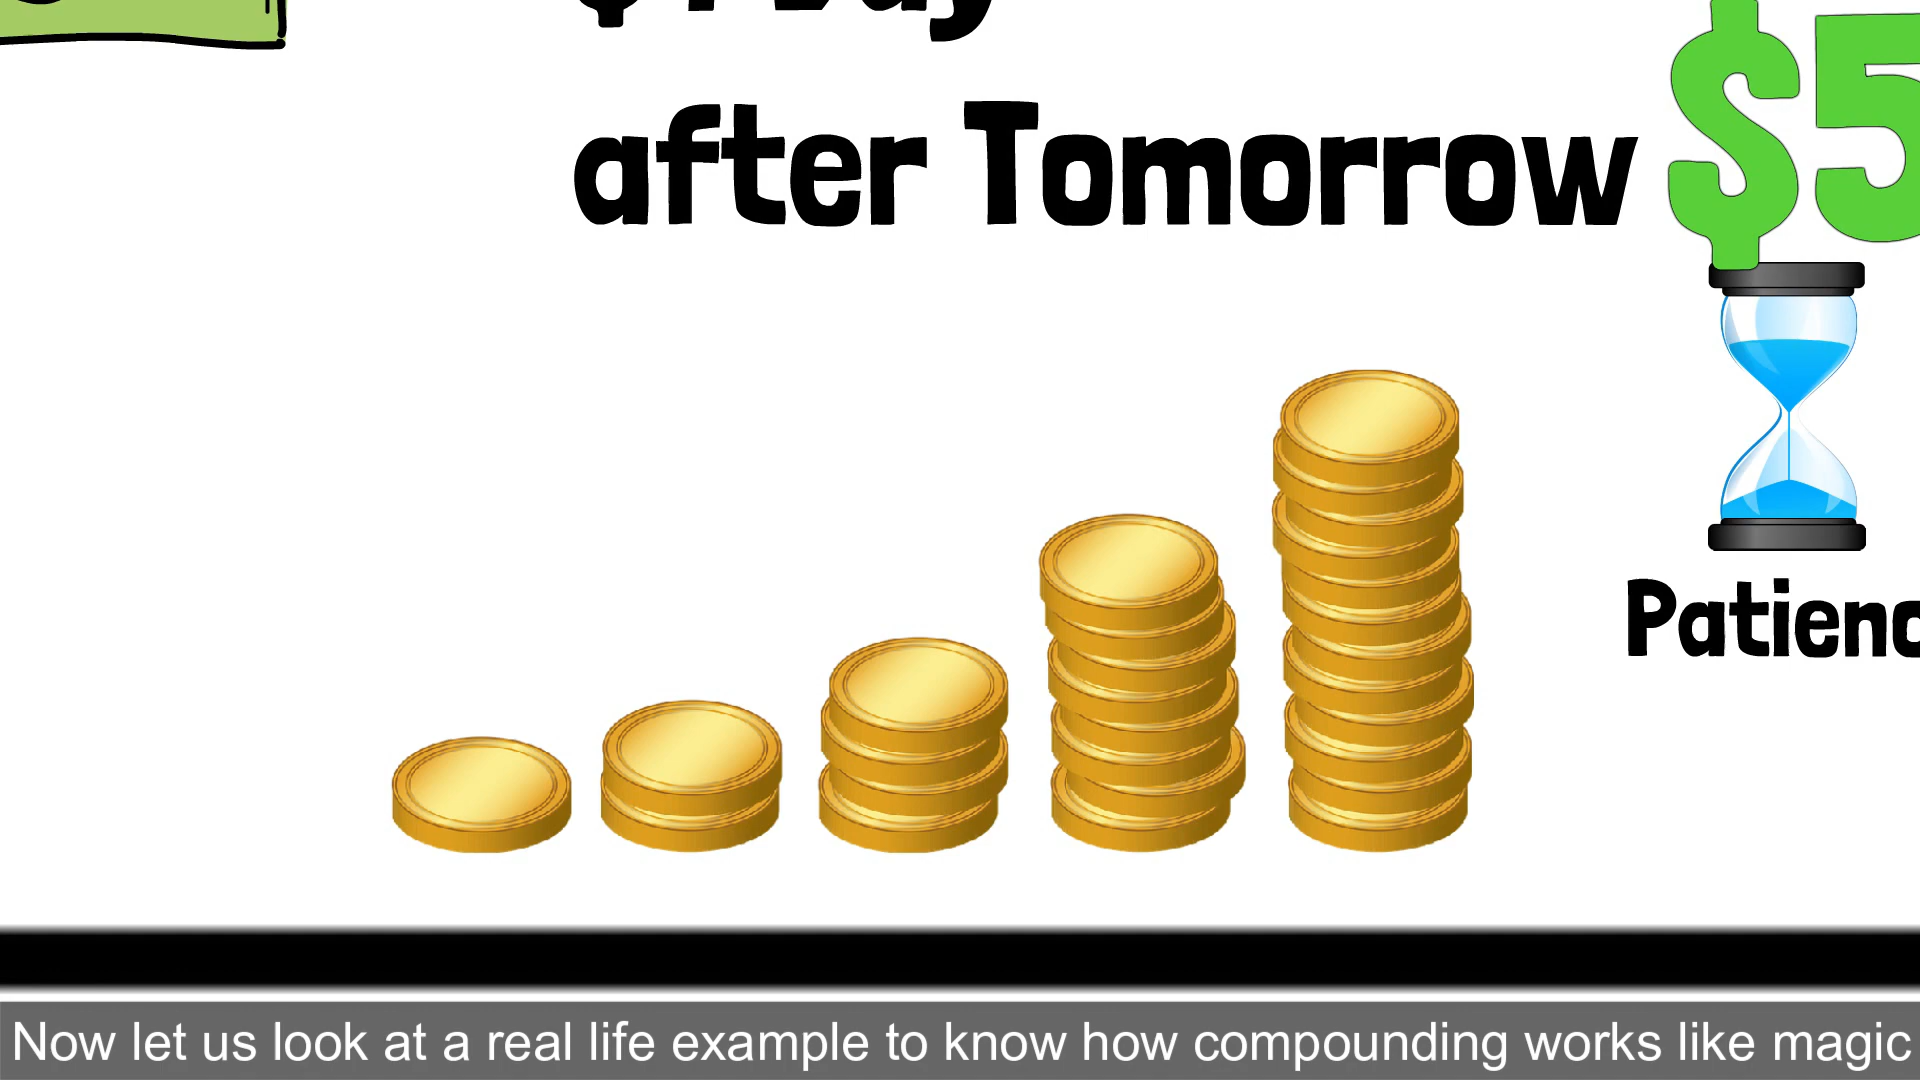 after Tomorrow
$5
Patienc
Now let us look at a real life example to know how compounding works like magic